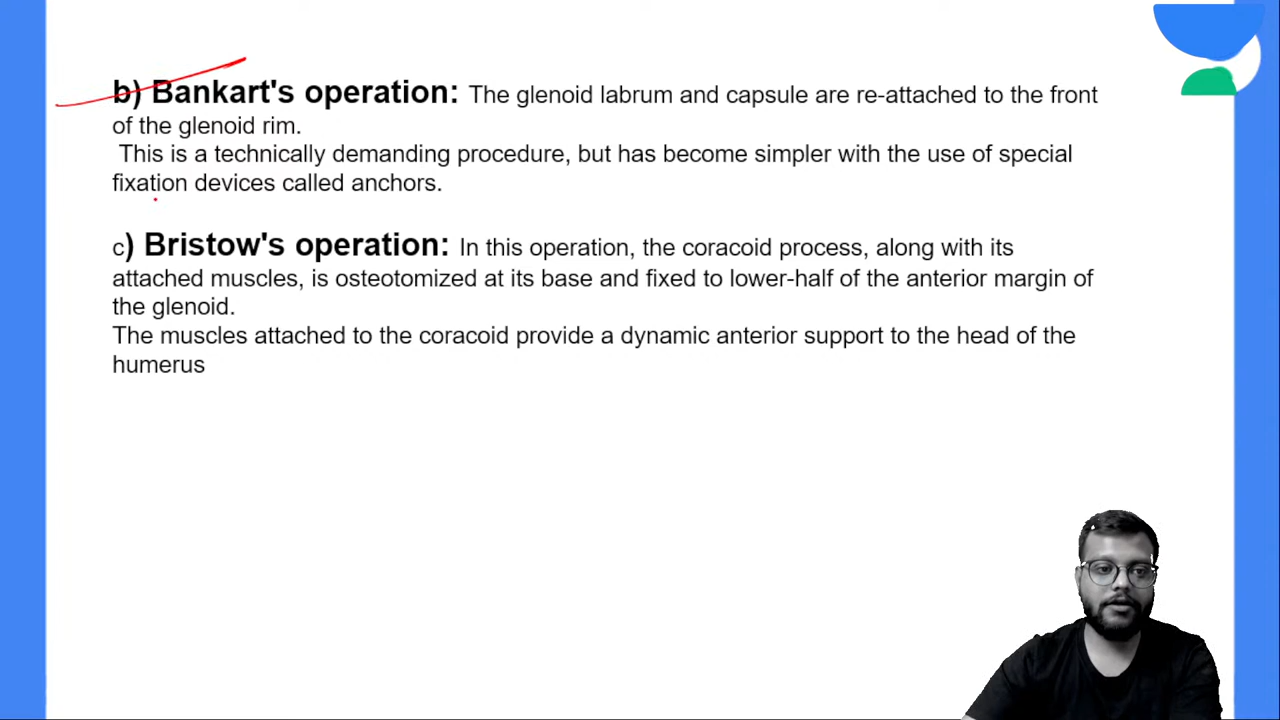 b) Bankart's operation: The glenoid labrum and capsule are re-attached to the front
of the glenoid rim.
This is a technically demanding procedure, but has become simpler with the use of special
fixation devices called anchors.
c) Bristow's operation: In this operation, the coracoid process, along with its
attached muscles, is osteotomized at its base and fixed to lower-half of the anterior margin of
the glenoid.
The muscles attached to the coracoid provide a dynamic anterior support to the head of the
humerus